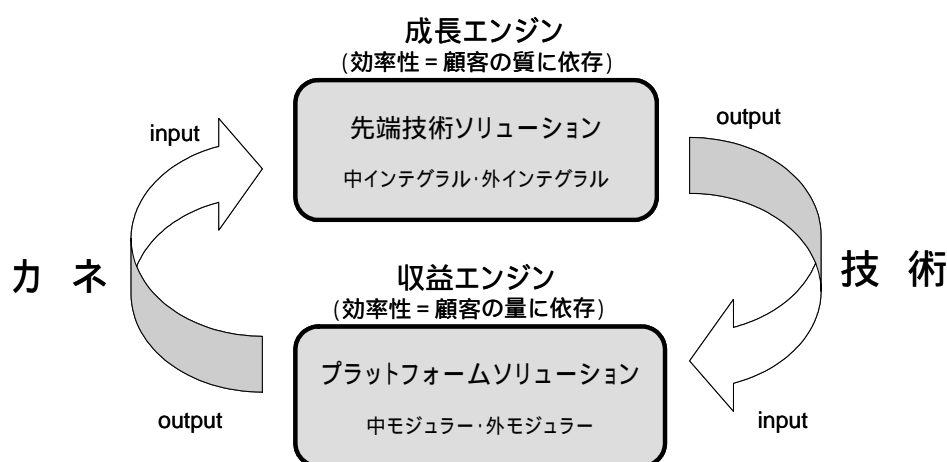 成長エンジン
(効率性=顧客の質に依存)
input
先端技術ソリューション
output
中インテグラル・外インテグラル
カネ
技術
収益エンジン
(効率性=顧客の量に依存)
プラットフォームソリューション
output
中モジュラー・外モジュラー
input